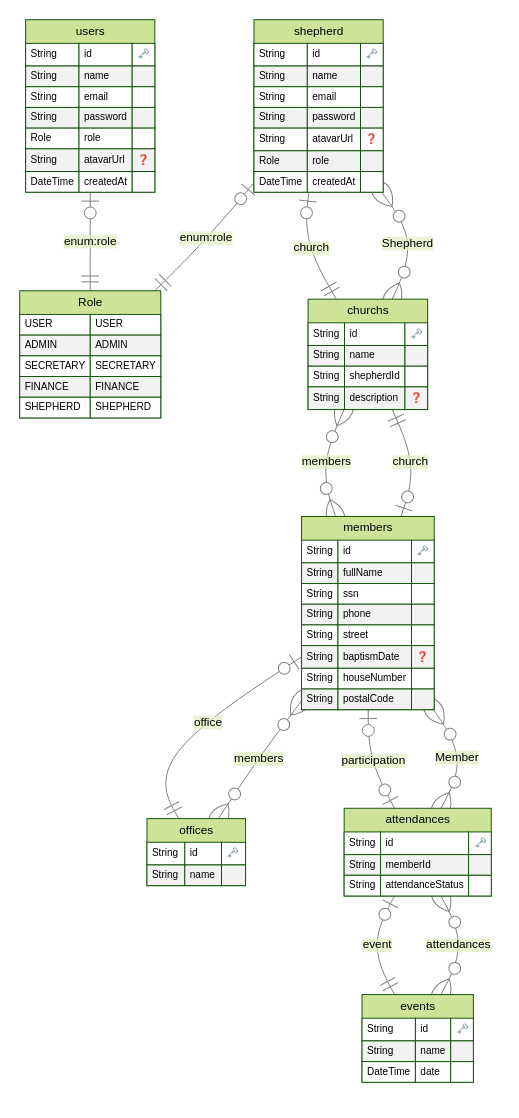 users
String id
String name
String email
String password
Role role
String atavarUrl ❓
DateTime createdAt
shepherd
String id
String name
String email
String password
String atavarUrl ❓
Role role
DateTime createdAt
enum:role
enum:role
church
Shepherd
Role
USER USER
ADMIN ADMIN
SECRETARY SECRETARY
FINANCE FINANCE
SHEPHERD SHEPHERD
churchs
String id
String name
String shepherdId
String description ❓
members
church
members
String id
String fullName
String ssn
String phone
String street
String baptismDate ❓
String houseNumber
String postalCode
office
members
participation
Member
offices
String id
String name
attendances
String id
String memberId
String attendanceStatus
event
attendances
events
String id
String name
DateTime date